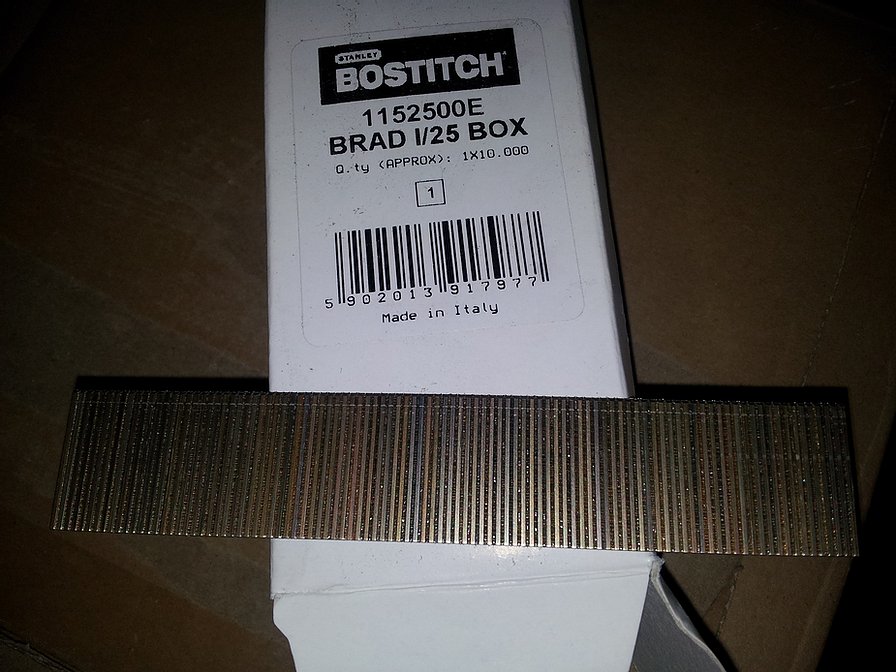 STANLEY
BOSTITCH
1152500E
BRAD I/25 BOX
Q.ty (APPROX): 1X10.000
1
5 902013 917977
Made in Italy